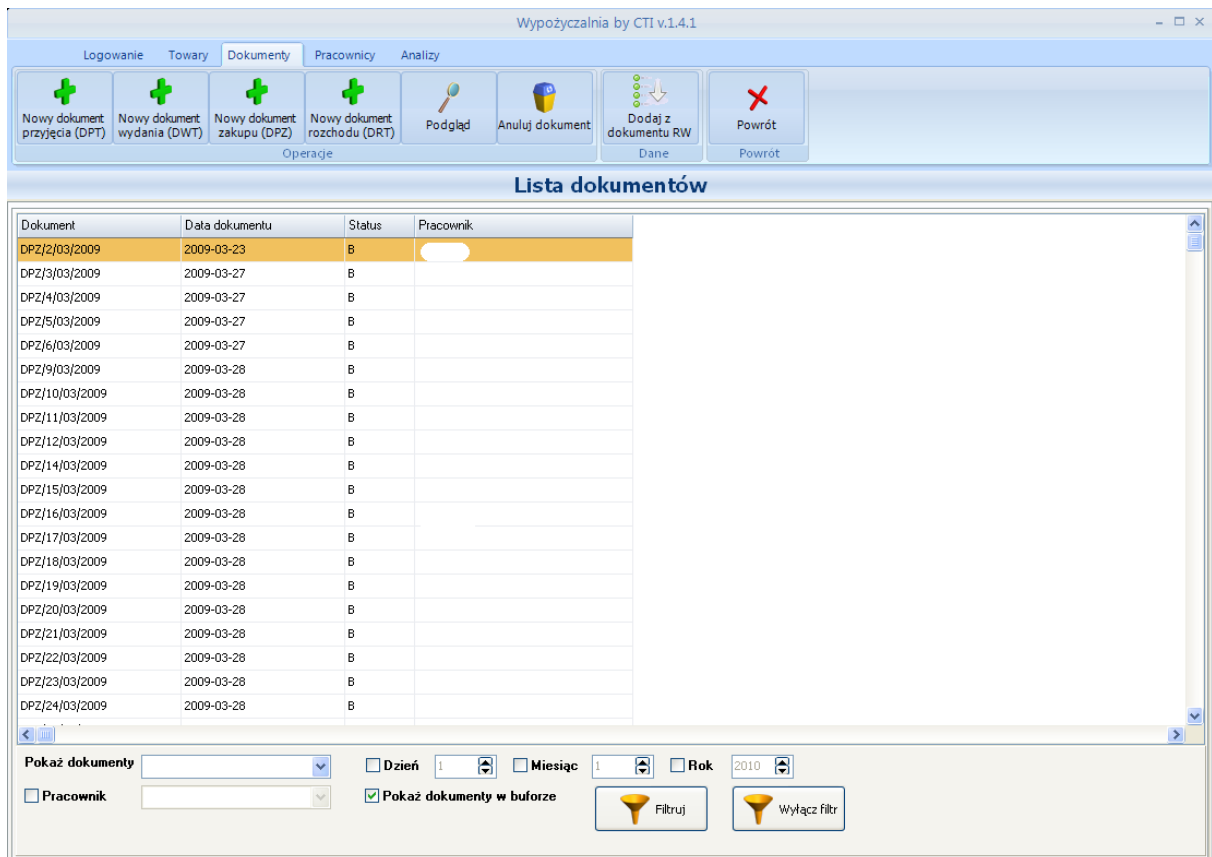 Wypożyczalnia by CTI v.1.4.1
Logowanie Towary Dokumenty Pracownicy Analizy
Nowy dokument przyjęcia (DPT)
Nowy dokument wydania (DWT)
Nowy dokument zakupu (DPZ)
Nowy dokument rozchodu (DRT)
Podgląd
Anuluj dokument
Dodaj z dokumentu RW
Powrót
Operacje Dane Powrót
Lista dokumentów
Dokument Data dokumentu Status Pracownik
DPZ/2/03/2009 2009-03-23 B
DPZ/3/03/2009 2009-03-27 B
DPZ/4/03/2009 2009-03-27 B
DPZ/5/03/2009 2009-03-27 B
DPZ/6/03/2009 2009-03-27 B
DPZ/9/03/2009 2009-03-28 B
DPZ/10/03/2009 2009-03-28 B
DPZ/11/03/2009 2009-03-28 B
DPZ/12/03/2009 2009-03-28 B
DPZ/14/03/2009 2009-03-28 B
DPZ/15/03/2009 2009-03-28 B
DPZ/16/03/2009 2009-03-28 B
DPZ/17/03/2009 2009-03-28 B
DPZ/18/03/2009 2009-03-28 B
DPZ/19/03/2009 2009-03-28 B
DPZ/20/03/2009 2009-03-28 B
DPZ/21/03/2009 2009-03-28 B
DPZ/22/03/2009 2009-03-28 B
DPZ/23/03/2009 2009-03-28 B
DPZ/24/03/2009 2009-03-28 B
Pokaż dokumenty Dzień 1 Miesiąc 1 Rok 2010
Pracownik Pokaż dokumenty w buforze Filtruj Wyłącz filtr